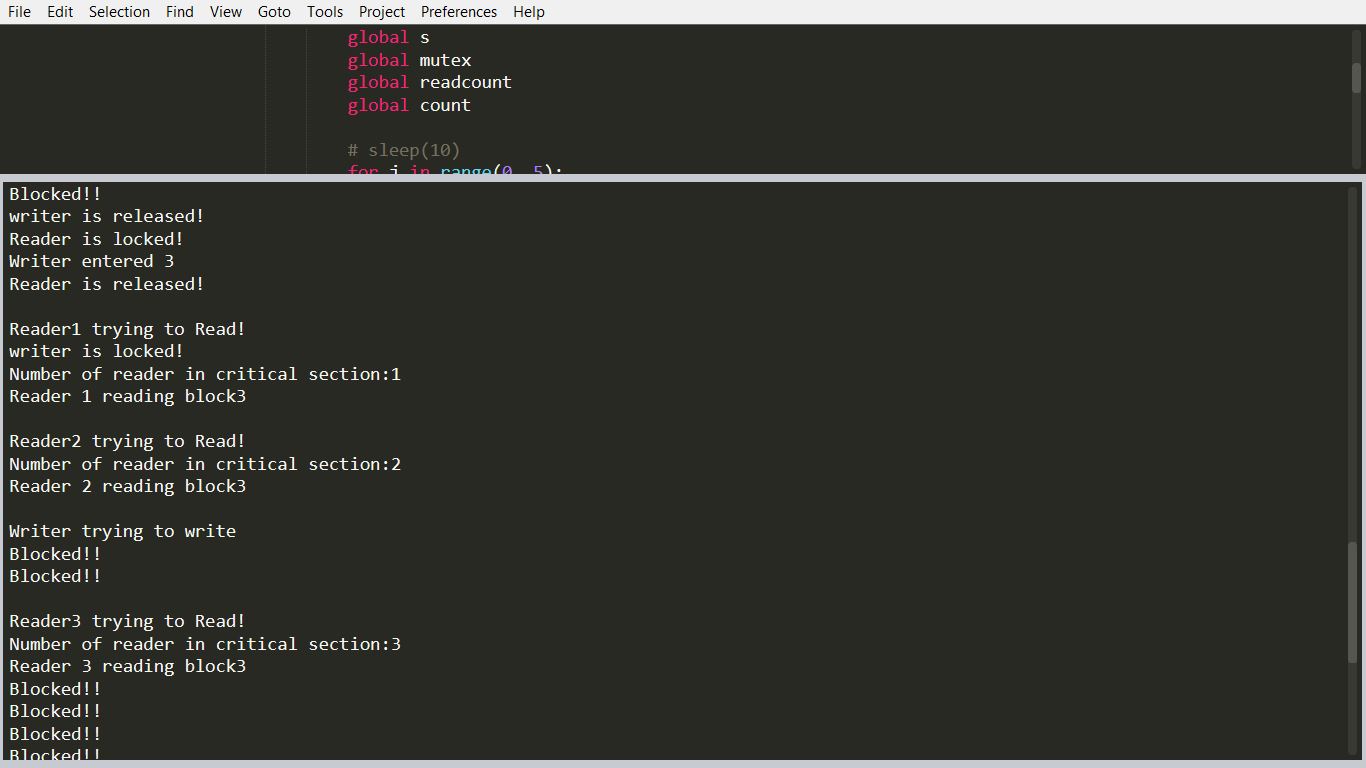 File Edit Selection Find View Goto Tools Project Preferences Help
global s
global mutex
global readcount
global count
# sleep(10)
for i in range(0, 5):
Blocked!!
writer is released!
Reader is locked!
Writer entered 3
Reader is released!
Reader1 trying to Read!
writer is locked!
Number of reader in critical section:1
Reader 1 reading block3
Reader2 trying to Read!
Number of reader in critical section:2
Reader 2 reading block3
Writer trying to write
Blocked!!
Blocked!!
Reader3 trying to Read!
Number of reader in critical section:3
Reader 3 reading block3
Blocked!!
Blocked!!
Blocked!!
Blocked!!